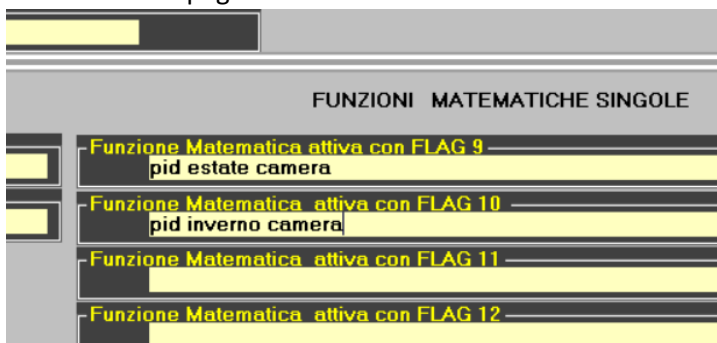 FUNZIONI MATEMATICHE SINGOLE
Funzione Matematica attiva con FLAG 9
pid estate camera
Funzione Matematica attiva con FLAG 10
pid inverno camera
Funzione Matematica attiva con FLAG 11
Funzione Matematica attiva con FLAG 12